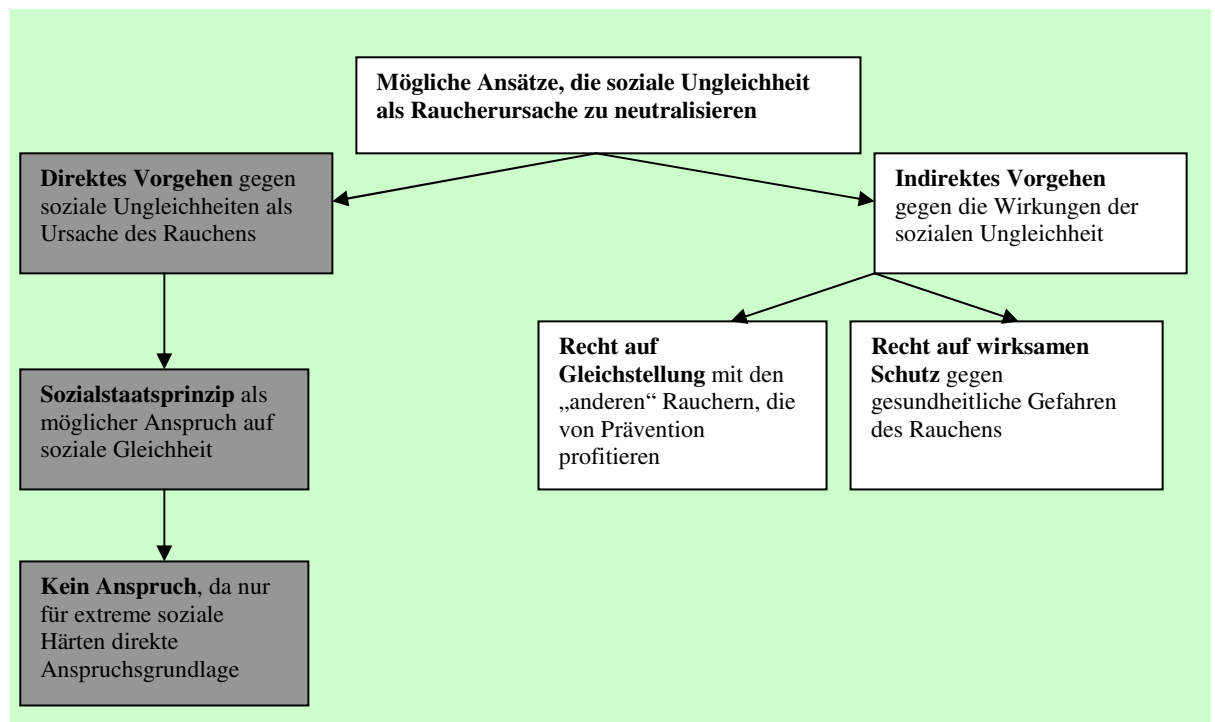 Mögliche Ansätze, die soziale Ungleichheit
als Raucherursache zu neutralisieren
Direktes Vorgehen gegen
soziale Ungleichheiten als
Ursache des Rauchens
Indirektes Vorgehen
gegen die Wirkungen der
sozialen Ungleichheit
Recht auf
Gleichstellung mit den
„anderen“ Rauchern, die
von Prävention
profitieren
Recht auf wirksamen
Schutz gegen
gesundheitliche Gefahren
des Rauchens
Sozialstaatsprinzip als
möglicher Anspruch auf
soziale Gleichheit
Kein Anspruch, da nur
für extreme soziale
Härten direkte
Anspruchsgrundlage